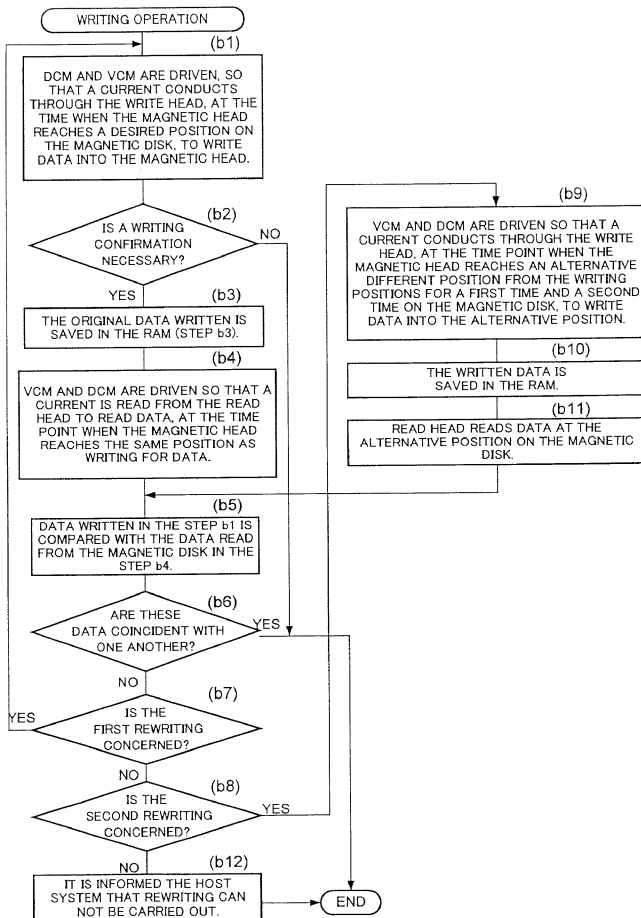 WRITING OPERATION
(b1)
DCM AND VCM ARE DRIVEN, SO
THAT A CURRENT CONDUCTS
THROUGH THE WRITE HEAD, AT THE
TIME WHEN THE MAGNETIC HEAD
REACHES A DESIRED POSITION ON
THE MAGNETIC DISK, TO WRITE
DATA INTO THE MAGNETIC HEAD.
(b2)
IS A WRITING
CONFIRMATION
NECESSARY?
NO
YES
(b3)
THE ORIGINAL DATA WRITTEN IS
SAVED IN THE RAM (STEP b3).
(b4)
VCM AND DCM ARE DRIVEN SO THAT A
CURRENT IS READ FROM THE READ
HEAD TO READ DATA, AT THE TIME
POINT WHEN THE MAGNETIC HEAD
REACHES THE SAME POSITION AS
WRITING FOR DATA.
(b5)
DATA WRITTEN IN THE STEP b1 IS
COMPARED WITH THE DATA READ
FROM THE MAGNETIC DISK IN THE
STEP b4.
(b6)
ARE THESE
DATA COINCIDENT WITH
ONE ANOTHER?
YES
NO
(b7)
YES
IS THE
FIRST REWRITING
CONCERNED?
NO
(b8)
IS THE
SECOND REWRITING
CONCERNED?
YES
NO
(b12)
IT IS INFORMED THE HOST
SYSTEM THAT REWRITING CAN
NOT BE CARRIED OUT.
END
(b9)
VCM AND DCM ARE DRIVEN SO THAT A
CURRENT CONDUCTS THROUGH THE WRITE
HEAD, AT THE TIME POINT WHEN THE
MAGNETIC HEAD REACHES AN ALTERNATIVE
DIFFERENT POSITION FROM THE WRITING
POSITIONS FOR A FIRST TIME AND A SECOND
TIME ON THE MAGNETIC DISK, TO WRITE
DATA INTO THE ALTERNATIVE POSITION.
(b10)
THE WRITTEN DATA IS
SAVED IN THE RAM.
(b11)
READ HEAD READS DATA AT THE
ALTERNATIVE POSITION ON THE MAGNETIC
DISK.